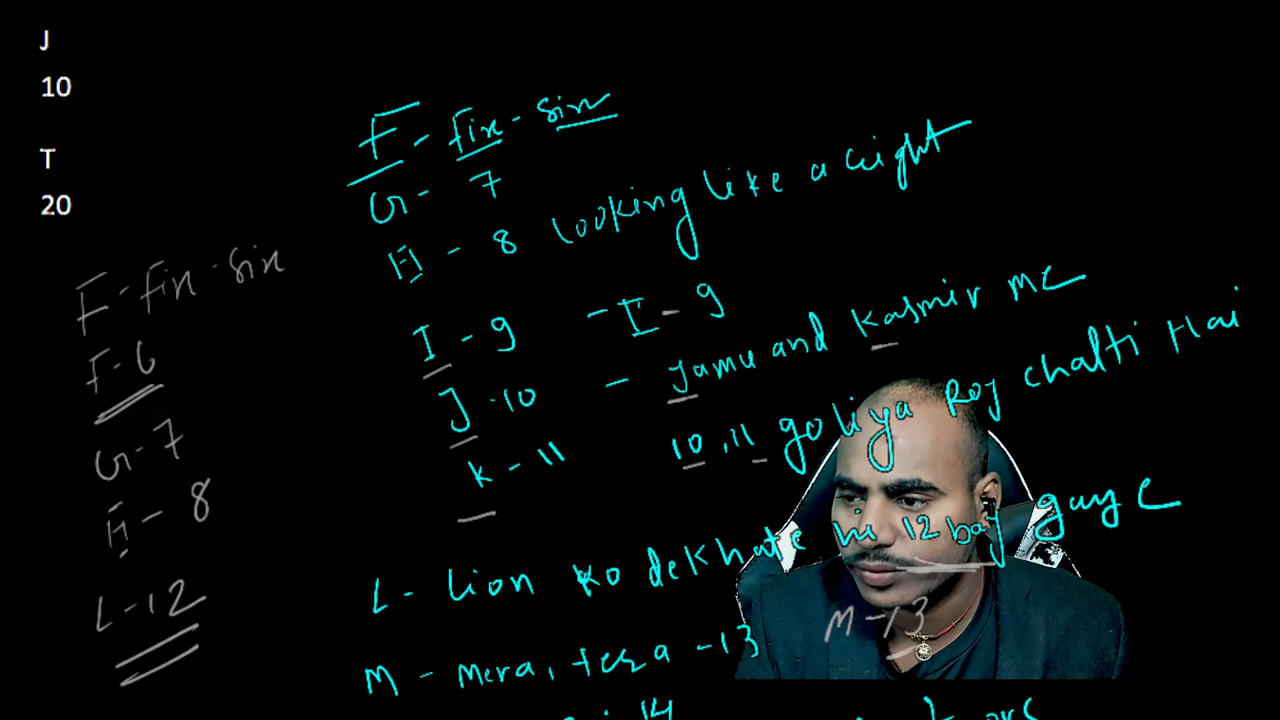 J
10
T
20
F - fix - six
G - 7
H - 8 looking like a eight
I - 9 - I - 9
J - 10 - Jamu and Kasmir me
K - 11 10, 11 goliya Roj chalti Hai
L - Lion ko dekhate hi 12 baj gaye
M - Mera, tera - 13
14
F - fix - six
F - 6
G - 7
H - 8
L - 12
M - 13